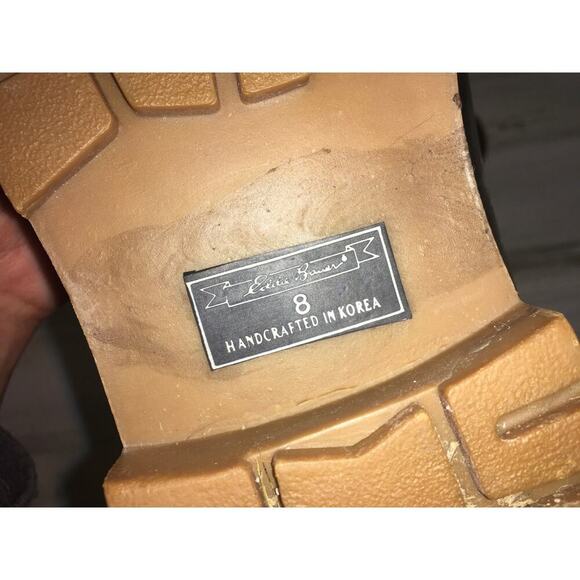 Eddie Bauer
8
HANDCRAFTED IN KOREA